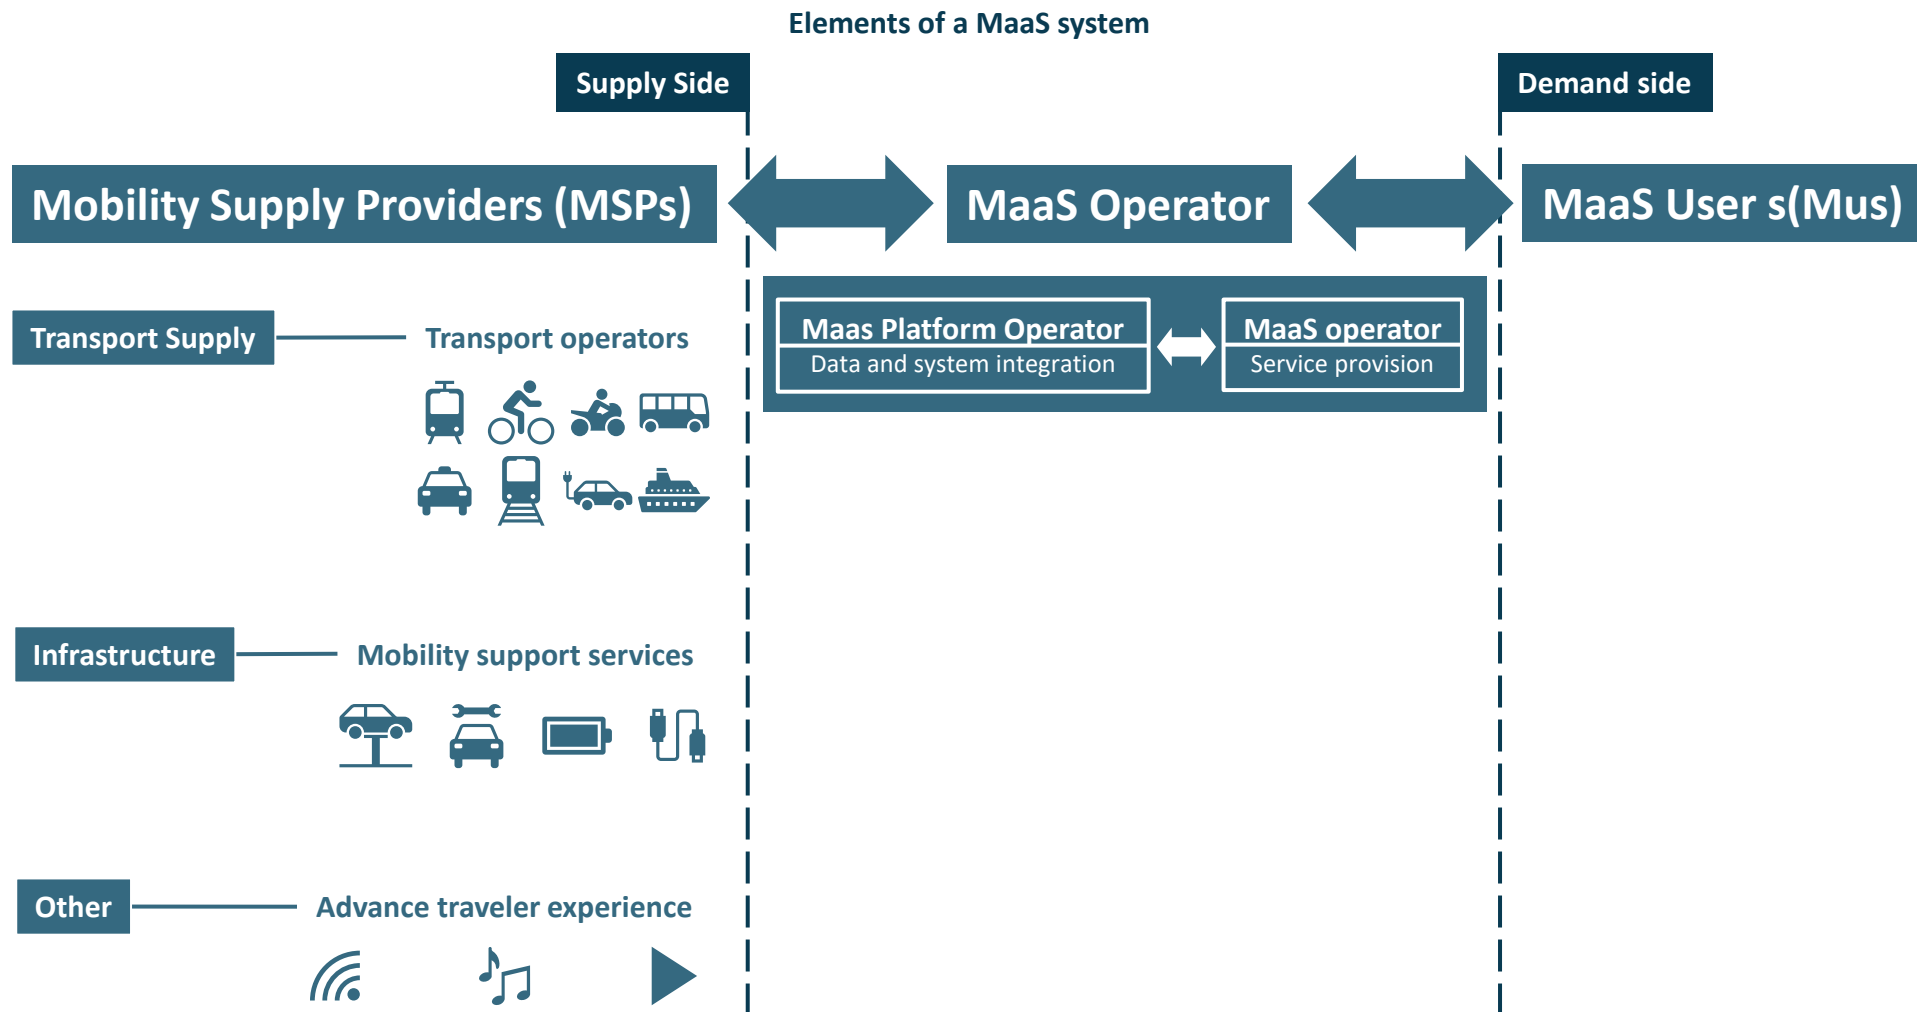 Elements of a MaaS system
Supply Side
Demand side
Mobility Supply Providers (MSPs)
MaaS Operator
MaaS User s(Mus)
Transport Supply
Transport operators
Maas Platform Operator
Data and system integration
MaaS operator
Service provision
Infrastructure
Mobility support services
Other
Advance traveler experience